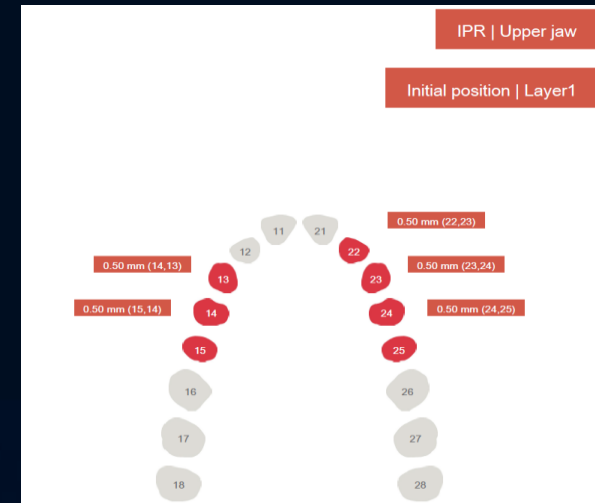 IPR | Upper jaw
Initial position | Layer1
0.50 mm (22,23)
11 21
12 22
0.50 mm (14,13) 0.50 mm (23,24)
13 23
0.50 mm (15,14) 14 24 0.50 mm (24,25)
15 25
16 26
17 27
18 28